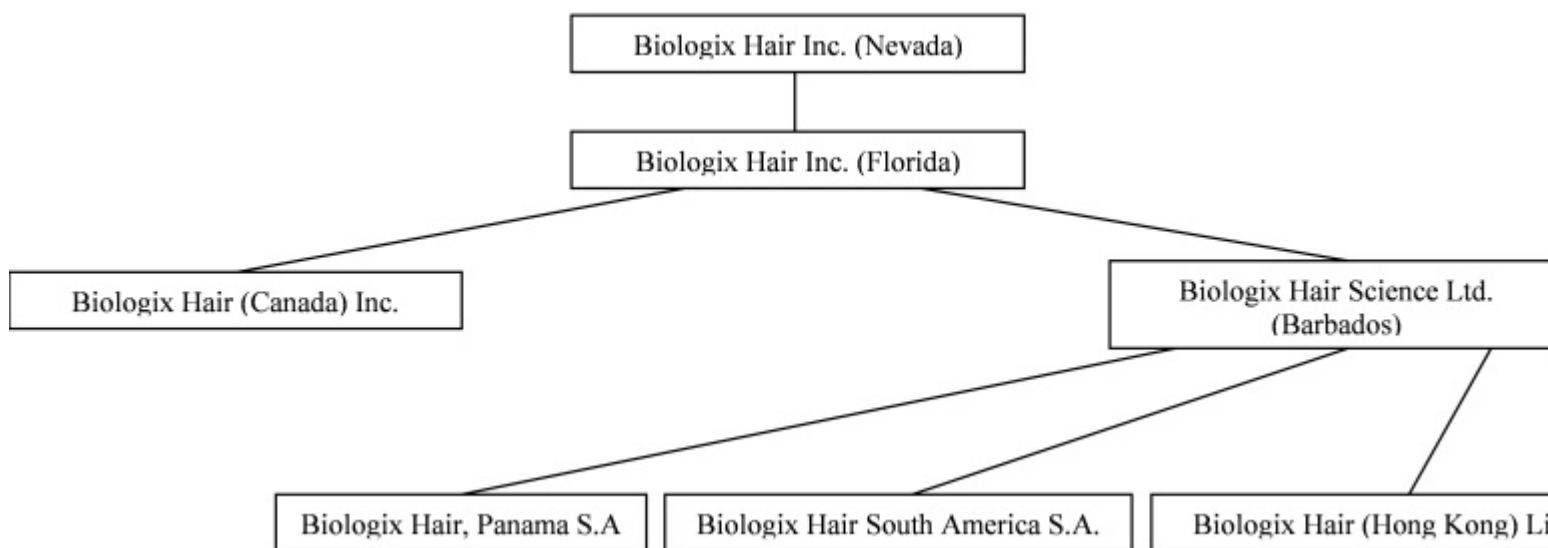 Biologix Hair Inc. (Nevada)
Biologix Hair Inc. (Florida)
Biologix Hair (Canada) Inc.
Biologix Hair Science Ltd.
(Barbados)
Biologix Hair, Panama S.A
Biologix Hair South America S.A.
Biologix Hair (Hong Kong)